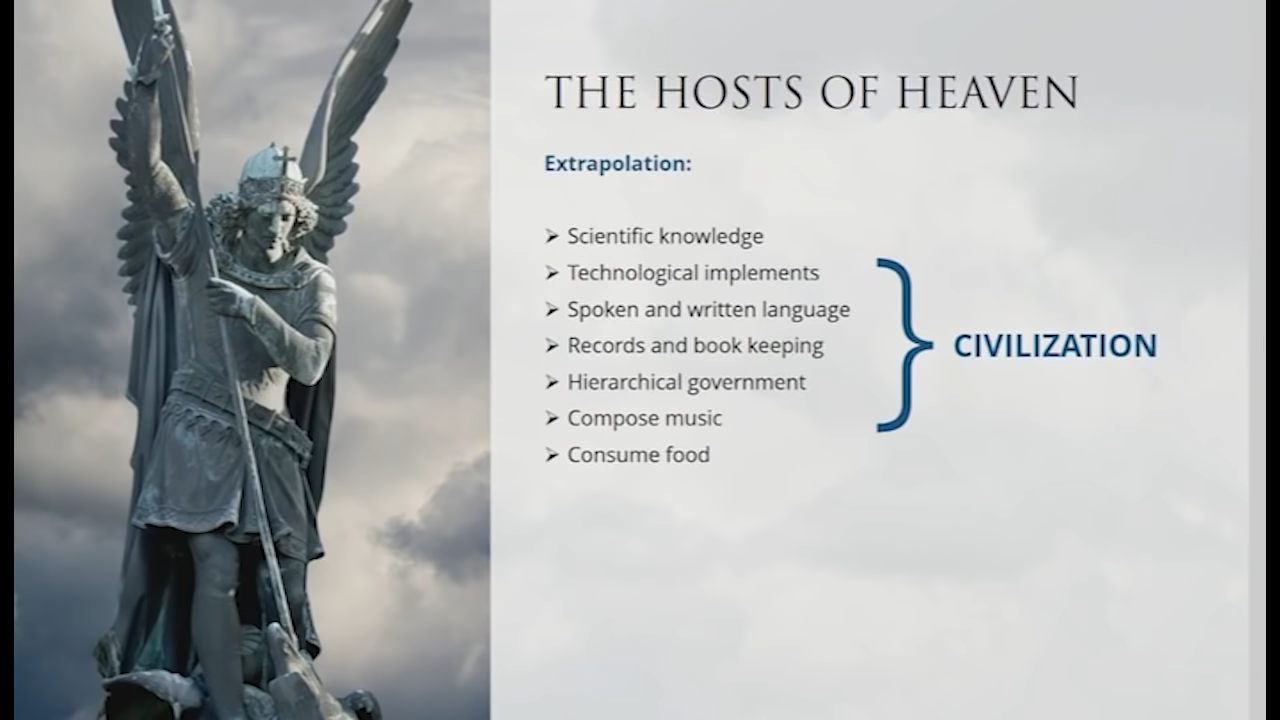 THE HOSTS OF HEAVEN
Extrapolation:
➢ Scientific knowledge
➢ Technological implements
➢ Spoken and written language
➢ Records and book keeping
➢ Hierarchical government
➢ Compose music
➢ Consume food
CIVILIZATION